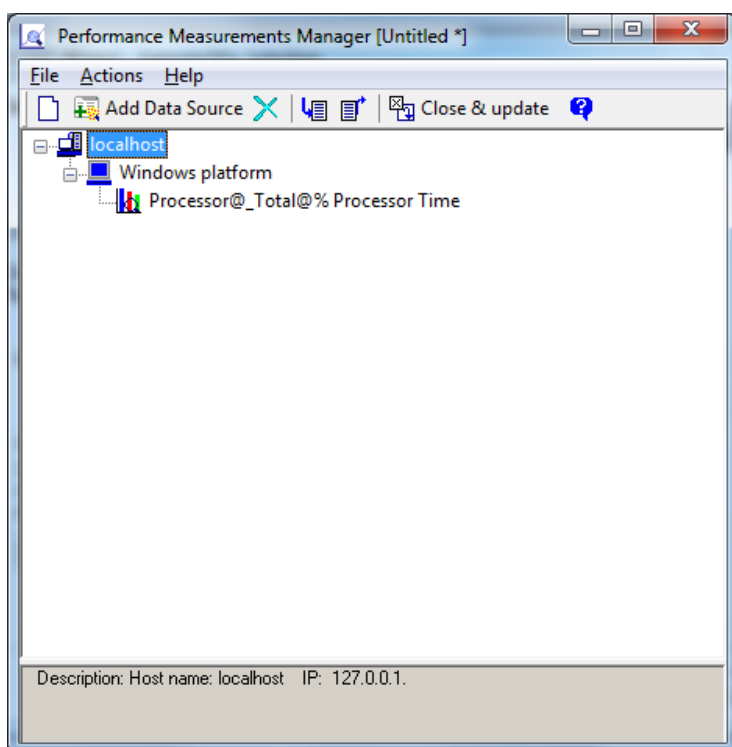 Performance Measurements Manager [Untitled *]
File Actions Help
Add Data Source Close & update
localhost
Windows platform
Processor@_Total@% Processor Time
Description: Host name: localhost IP: 127.0.0.1.